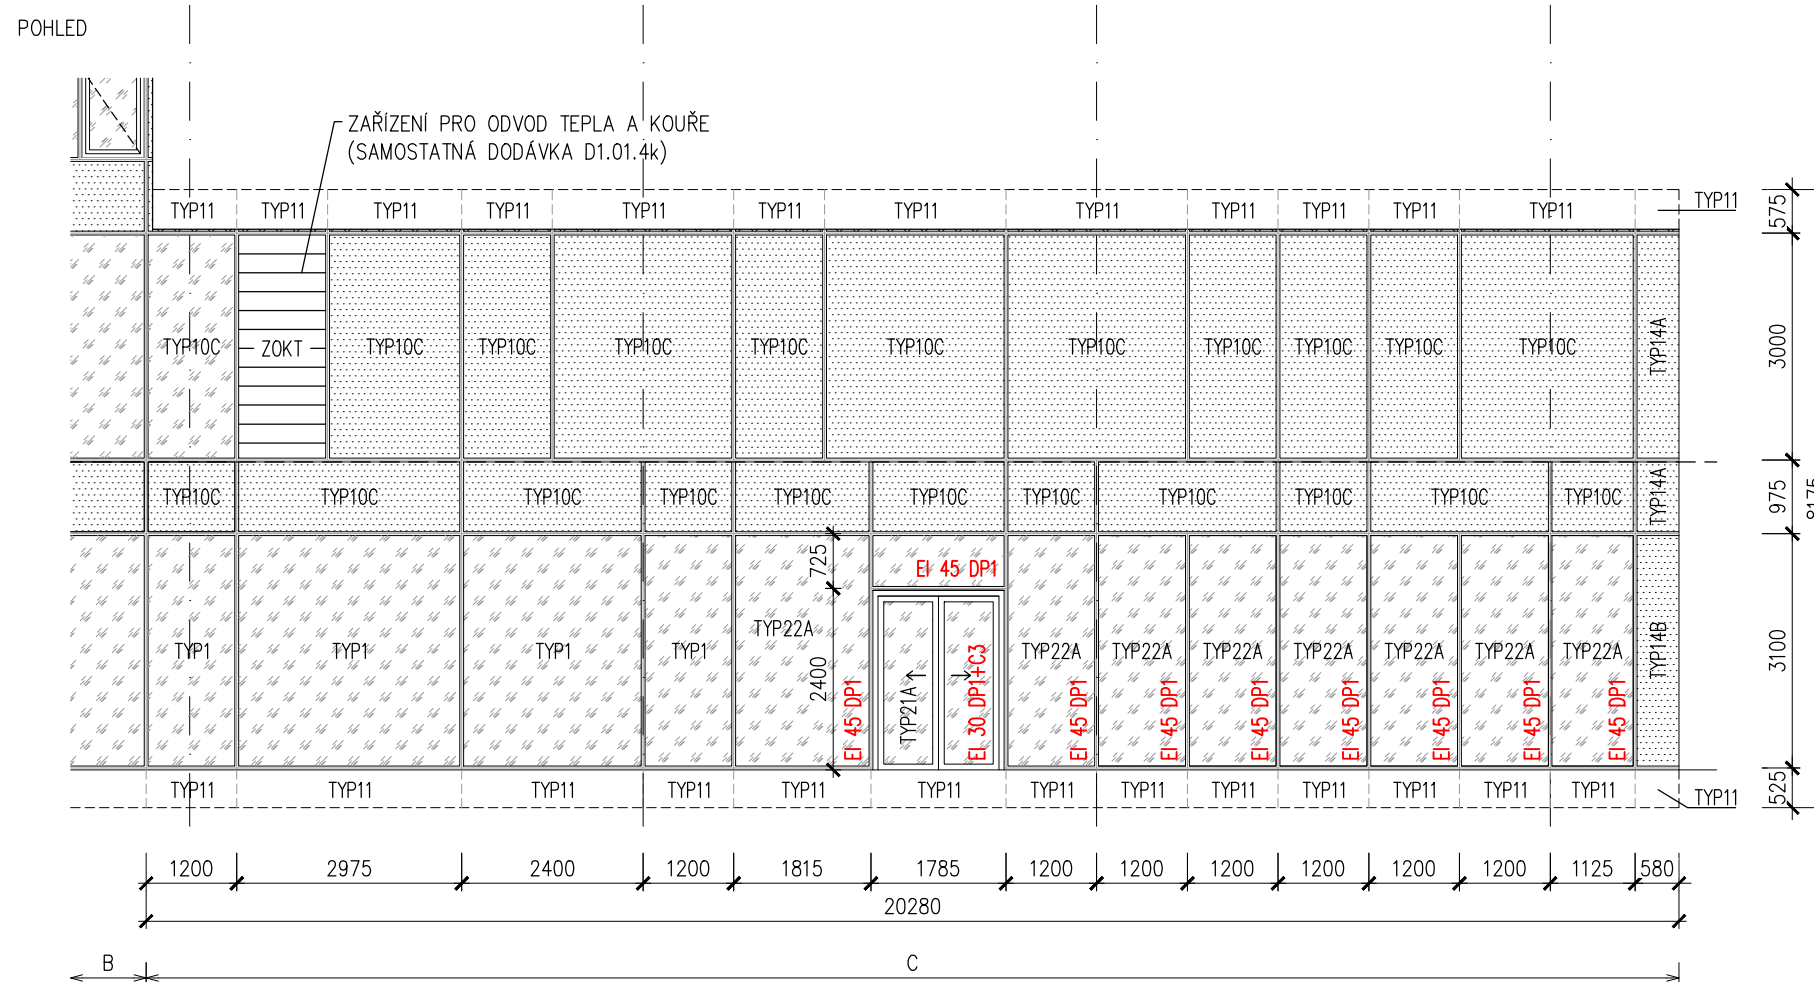 POHLED
ZAŘÍZENÍ PRO ODVOD TEPLA A KOUŘE
(SAMOSTATNÁ DODÁVKA D1.01.4k)
TYP11 TYP11 TYP11 TYP11 TYP11 TYP11 TYP11 TYP11 TYP11 TYP11 TYP11 TYP11 TYP11
575
TYP10C ZOKT TYP10C TYP10C TYP10C TYP10C TYP10C TYP10C TYP10C TYP10C TYP10C TYP10C TYP14A
3000
TYP10C TYP10C TYP10C TYP10C TYP10C TYP10C TYP10C TYP10C TYP10C TYP10C TYP10C TYP14A
975
9175
725
EI 45 DP1
TYP1 TYP1 TYP1 TYP1 TYP22A TYP22A TYP22A TYP22A TYP22A TYP22A TYP22A TYP22A TYP14B
3100
2400
EI 45 DP1
TYP21A
EI 30 DP1+C3
EI 45 DP1 EI 45 DP1 EI 45 DP1 EI 45 DP1 EI 45 DP1 EI 45 DP1 EI 45 DP1
TYP11 TYP11 TYP11 TYP11 TYP11 TYP11 TYP11 TYP11 TYP11 TYP11 TYP11 TYP11 TYP11 TYP11
525
1200 2975 2400 1200 1815 1785 1200 1200 1200 1200 1200 1200 1125 580
20280
B C